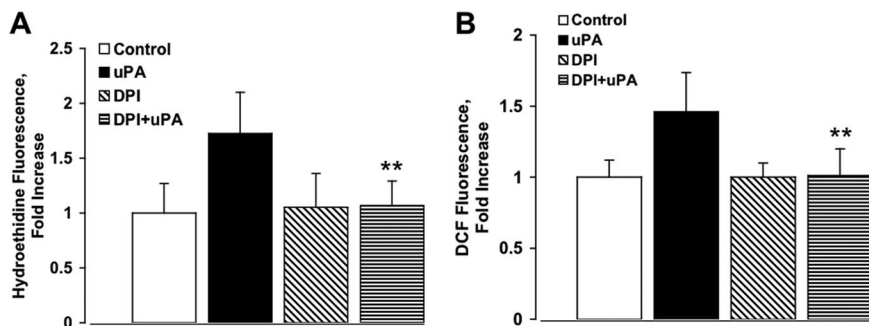 A
Hydroethidine Fluorescence,
Fold Increase
2.5
2
1.5
1
0.5
0
Control
uPA
DPI
DPI+uPA
**
B
DCF Fluorescence,
Fold Increase
2
1.5
1
0.5
0
Control
uPA
DPI
DPI+uPA
**